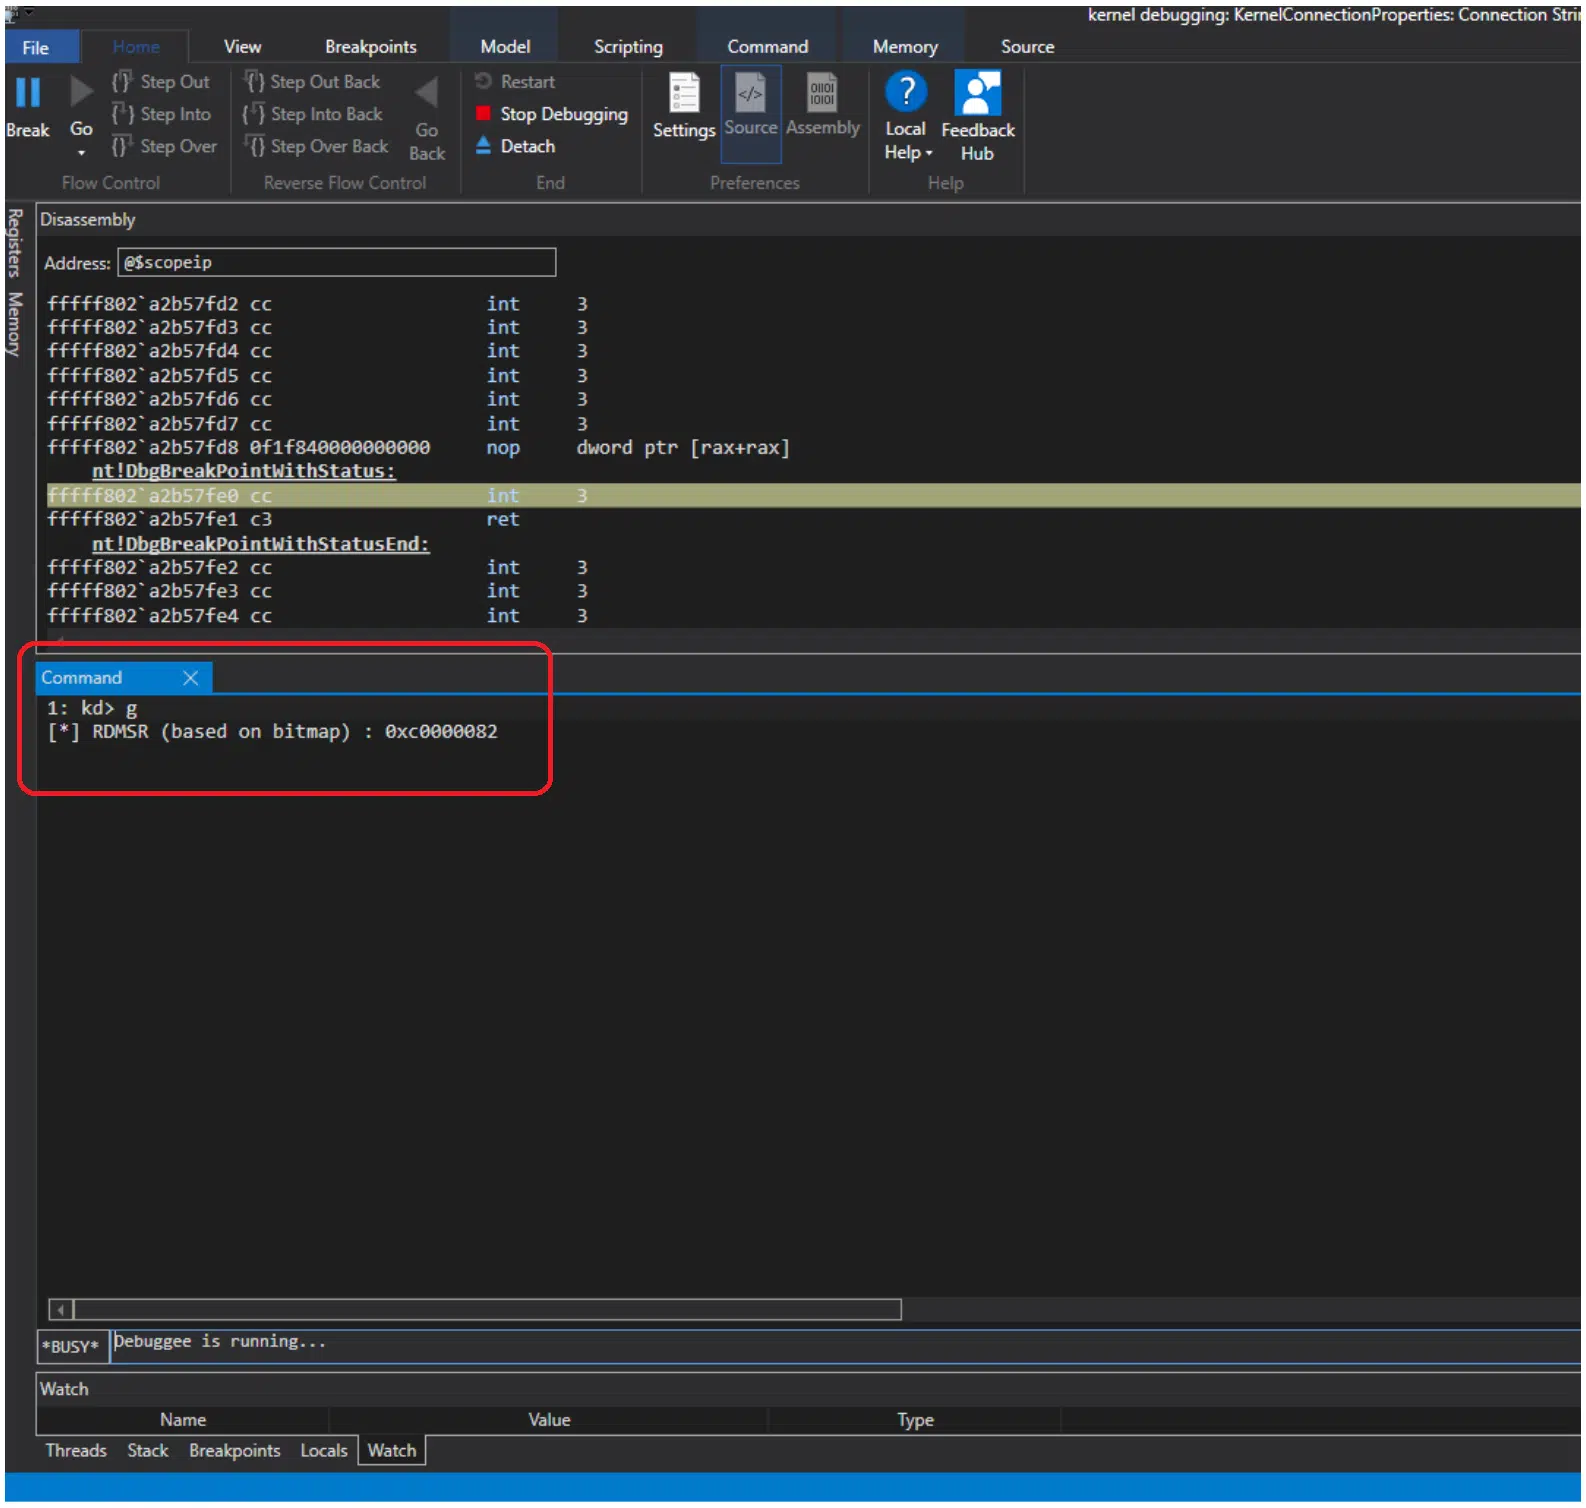 kernel debugging: KernelConnectionProperties: Connection Stri
File Home View Breakpoints Model Scripting Command Memory Source
Break
Go
Step Out
Step Into
Step Over
Flow Control
Step Out Back
Step Into Back
Step Over Back
Go Back
Reverse Flow Control
Restart
Stop Debugging
Detach
End
Settings
Source
Assembly
Preferences
Local Help
Feedback Hub
Help
Registers
Memory
Disassembly
Address: @$scopeip
fffff802`a2b57fd2 cc int 3
fffff802`a2b57fd3 cc int 3
fffff802`a2b57fd4 cc int 3
fffff802`a2b57fd5 cc int 3
fffff802`a2b57fd6 cc int 3
fffff802`a2b57fd7 cc int 3
fffff802`a2b57fd8 0f1f840000000000 nop dword ptr [rax+rax]
nt!DbgBreakPointWithStatus:
fffff802`a2b57fe0 cc int 3
fffff802`a2b57fe1 c3 ret
nt!DbgBreakPointWithStatusEnd:
fffff802`a2b57fe2 cc int 3
fffff802`a2b57fe3 cc int 3
fffff802`a2b57fe4 cc int 3
Command
1: kd> g
[*] RDMSR (based on bitmap) : 0xc0000082
*BUSY* Debuggee is running...
Watch
Name Value Type
Threads Stack Breakpoints Locals Watch